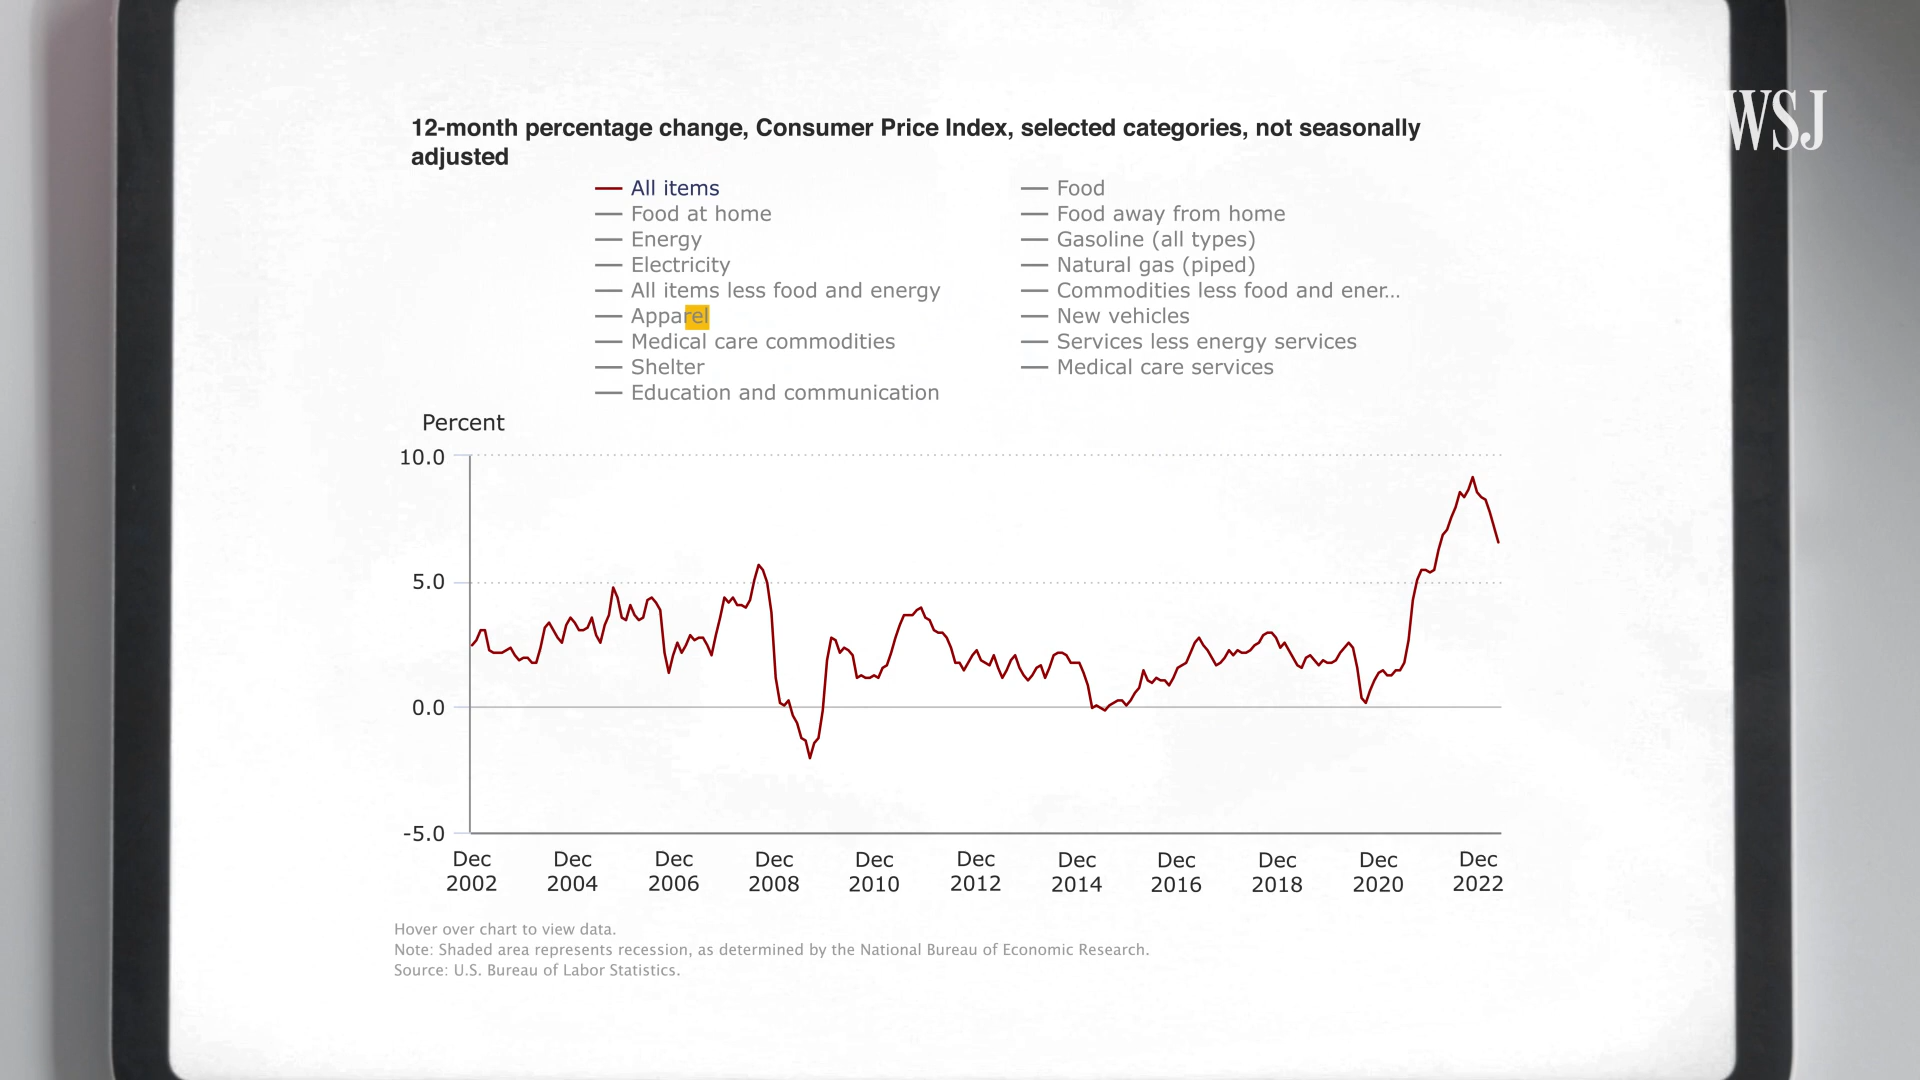 WSJ
12-month percentage change, Consumer Price Index, selected categories, not seasonally
adjusted
All items
Food
Food at home
Food away from home
Energy
Gasoline (all types)
Electricity
Natural gas (piped)
All items less food and energy
Commodities less food and ener...
Apparel
New vehicles
Medical care commodities
Services less energy services
Shelter
Medical care services
Education and communication
Percent
10.0
5.0
0.0
-5.0
Dec 2002
Dec 2004
Dec 2006
Dec 2008
Dec 2010
Dec 2012
Dec 2014
Dec 2016
Dec 2018
Dec 2020
Dec 2022
Hover over chart to view data.
Note: Shaded area represents recession, as determined by the National Bureau of Economic Research.
Source: U.S. Bureau of Labor Statistics.